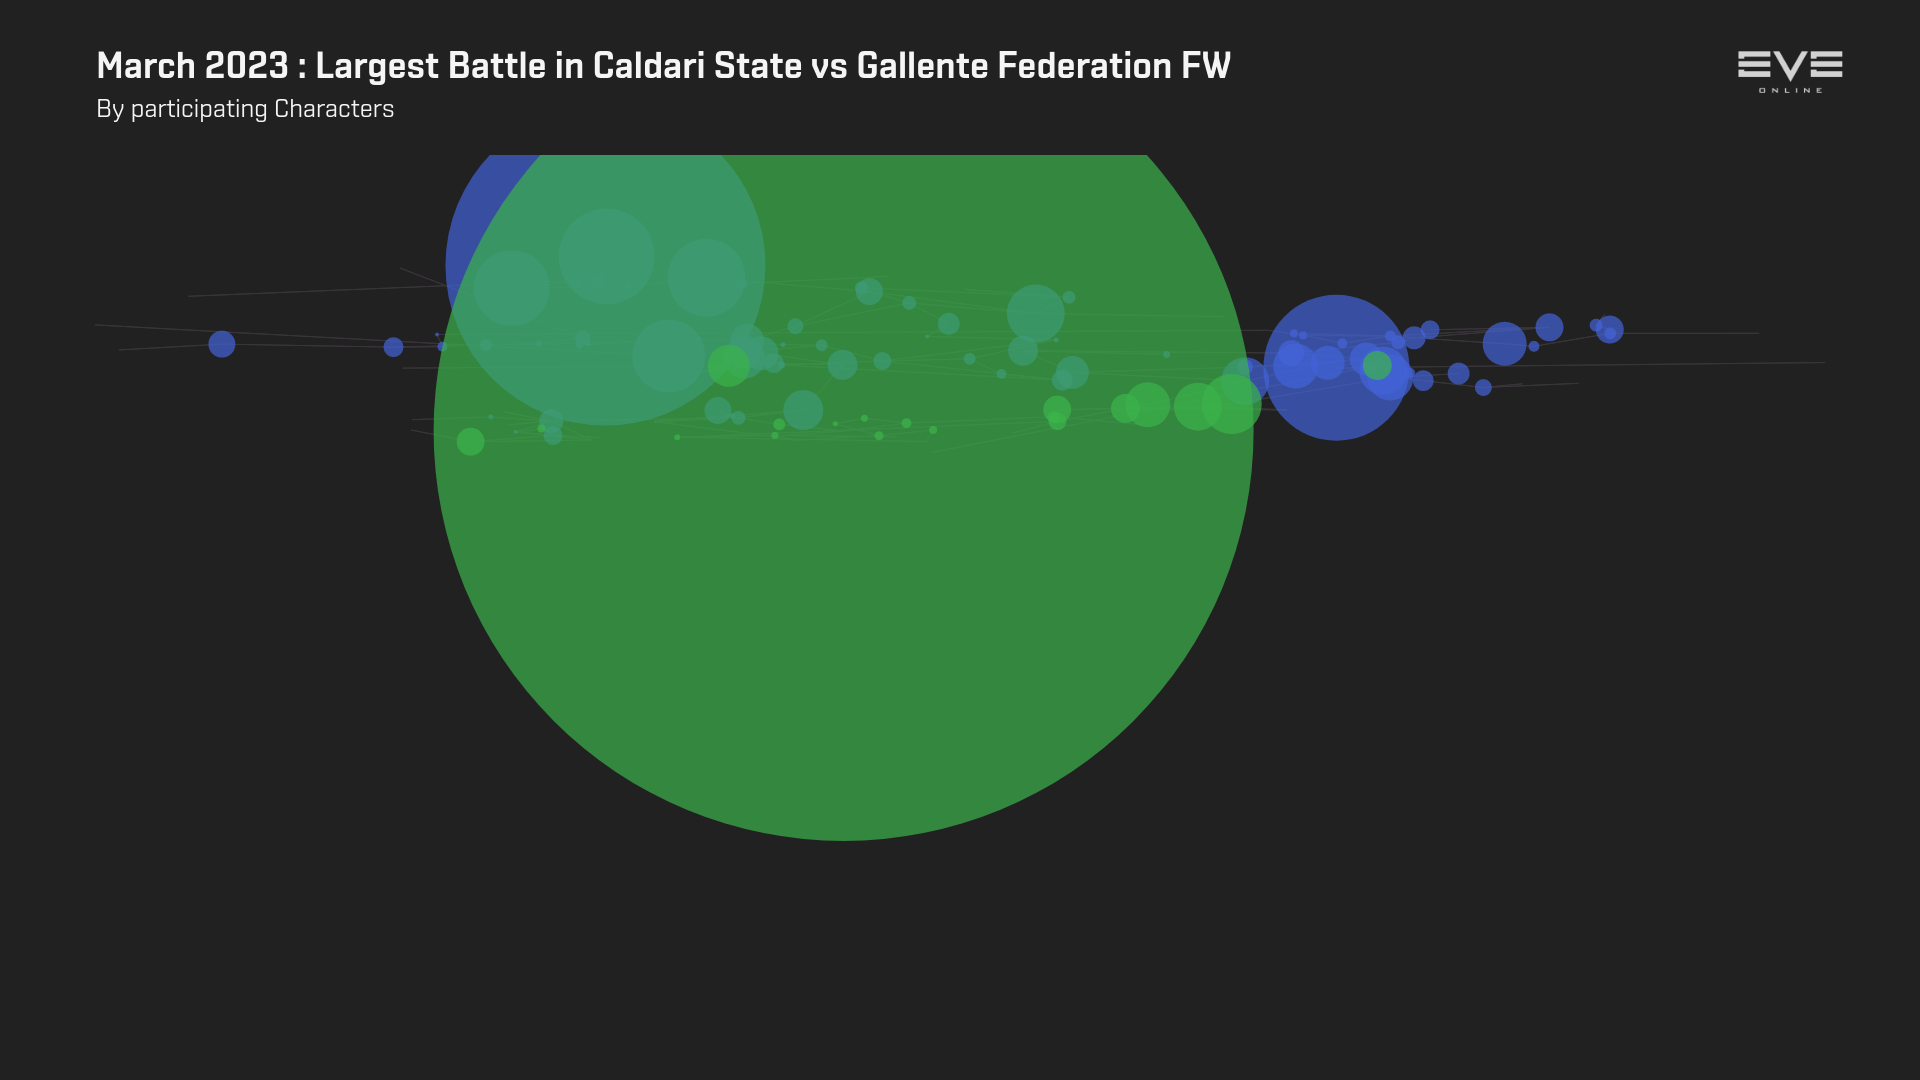 March 2023 : Largest Battle in Caldari State vs Gallente Federation FW
By participating Characters
EVE
ONLINE